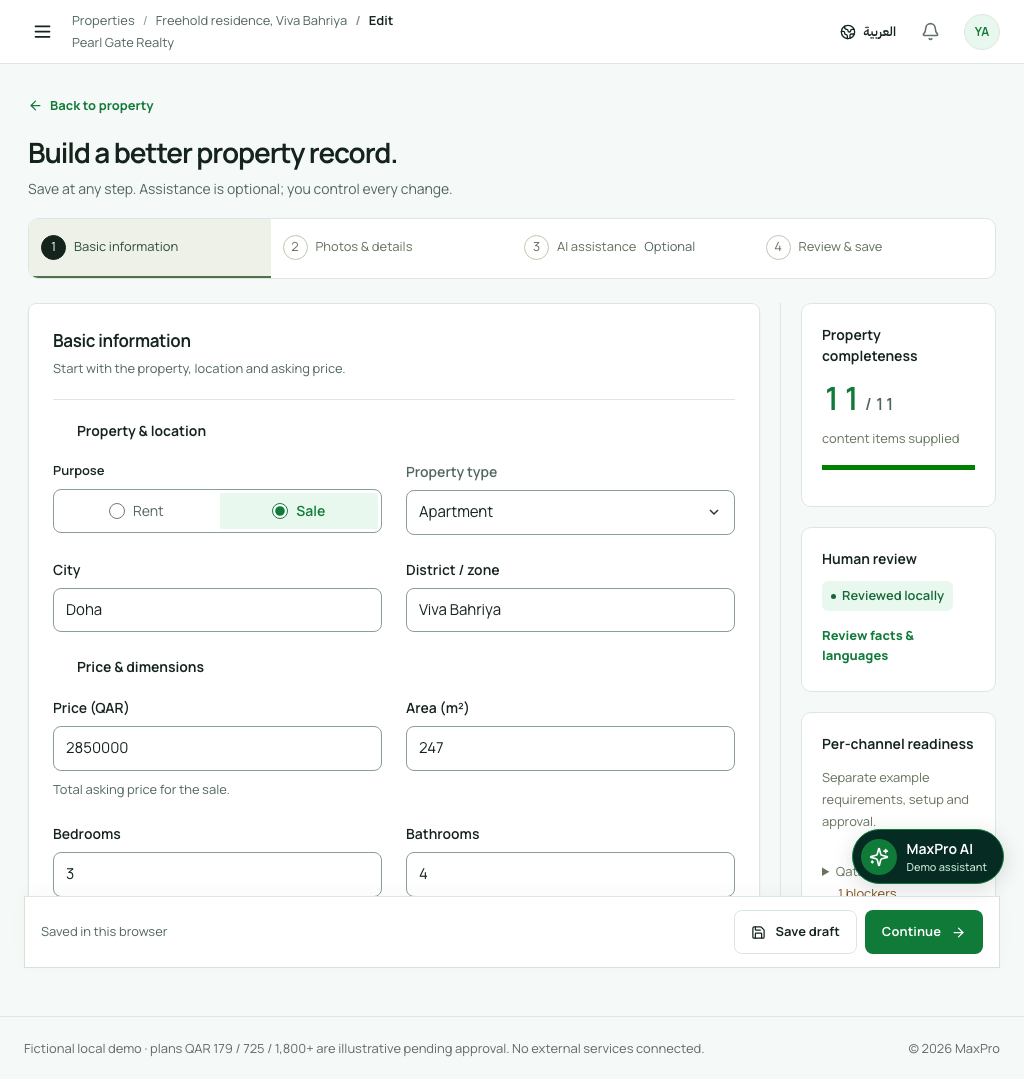 Properties / Freehold residence, Viva Bahriya / Edit
Pearl Gate Realty
العربية
YA
Back to property
Build a better property record.
Save at any step. Assistance is optional; you control every change.
1 Basic information
2 Photos & details
3 AI assistance Optional
4 Review & save
Basic information
Start with the property, location and asking price.
Property & location
Purpose
Rent
Sale
Property type
Apartment
City
Doha
District / zone
Viva Bahriya
Price & dimensions
Price (QAR)
2850000
Total asking price for the sale.
Area (m²)
247
Bedrooms
3
Bathrooms
4
Property
completeness
11 / 11
content items supplied
Human review
Reviewed locally
Review facts &
languages
Per-channel readiness
Separate example
requirements, setup and
approval.
1 blockers
MaxPro AI
Demo assistant
Saved in this browser
Save draft
Continue
Fictional local demo · plans QAR 179 / 725 / 1,800+ are illustrative pending approval. No external services connected.
© 2026 MaxPro